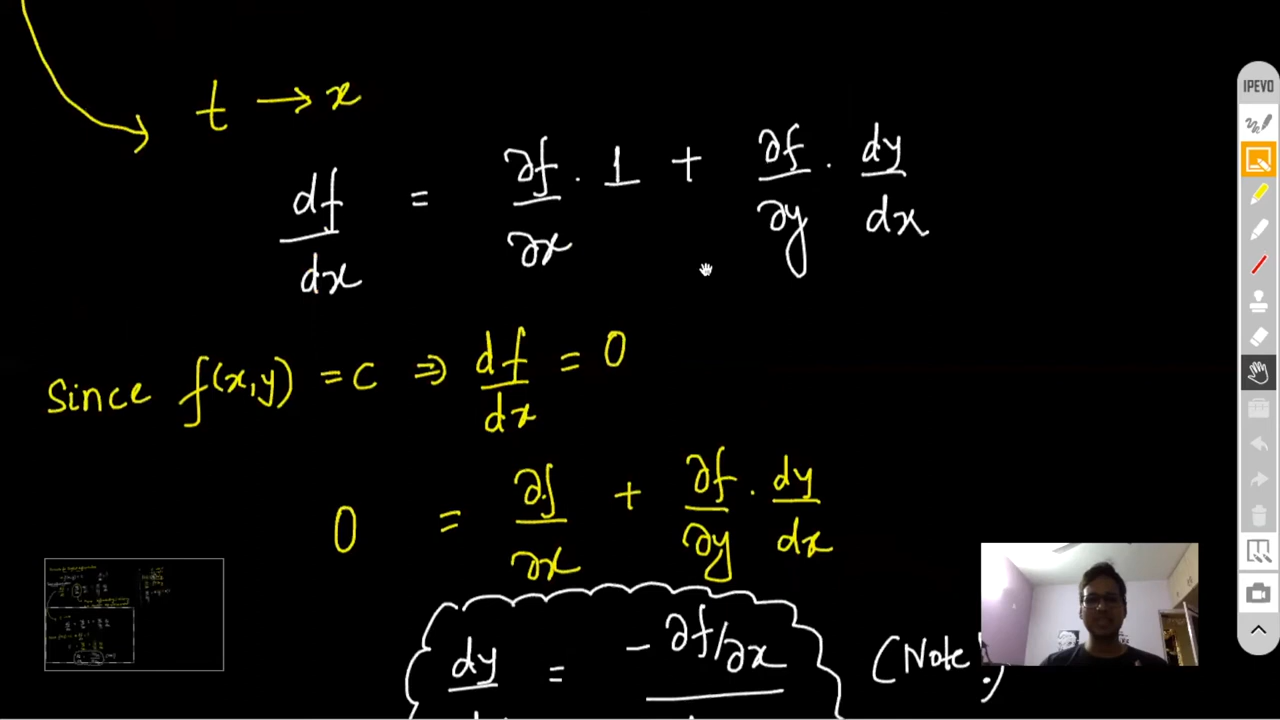 t → x
df/dx = ∂f/∂x · 1 + ∂f/∂y · dy/dx
Since f(x,y) = c ⇒ df/dx = 0
0 = ∂f/∂x + ∂f/∂y · dy/dx
dy/ = - ∂f/∂x / (Note!)
IPEVO